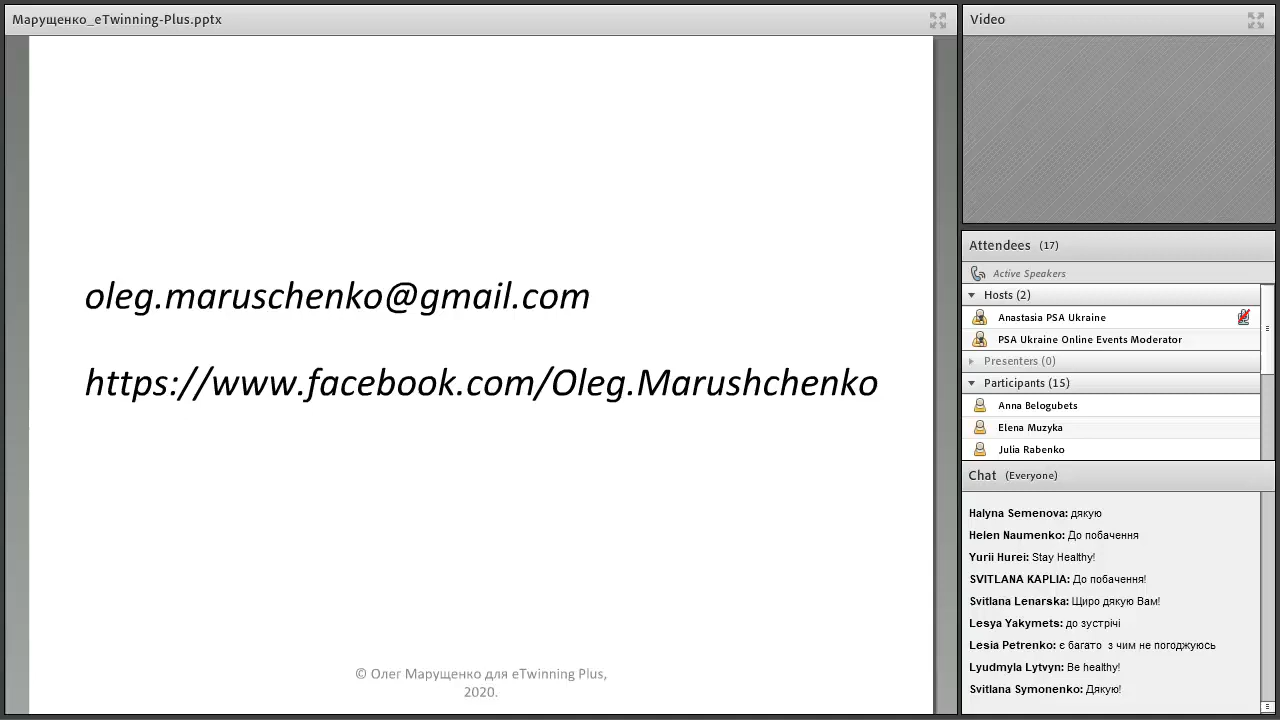 Марущенко_eTwinning-Plus.pptx
oleg.maruschenko@gmail.com
https://www.facebook.com/Oleg.Marushchenko
© Олег Марущенко для eTwinning Plus,
2020.
Video
Attendees (17)
Active Speakers
Hosts (2)
Anastasia PSA Ukraine
PSA Ukraine Online Events Moderator
Presenters (0)
Participants (15)
Anna Belogubets
Elena Muzyka
Julia Rabenko
Chat (Everyone)
Halyna Semenova: дякую
Helen Naumenko: До побачення
Yurii Hurei: Stay Healthy!
SVITLANA KAPLIA: До побачення!
Svitlana Lenarska: Щиро дякую Вам!
Lesya Yakymets: до зустрічі
Lesia Petrenko: є багато з чим не погоджуюсь
Lyudmyla Lytvyn: Be healthy!
Svitlana Symonenko: Дякую!